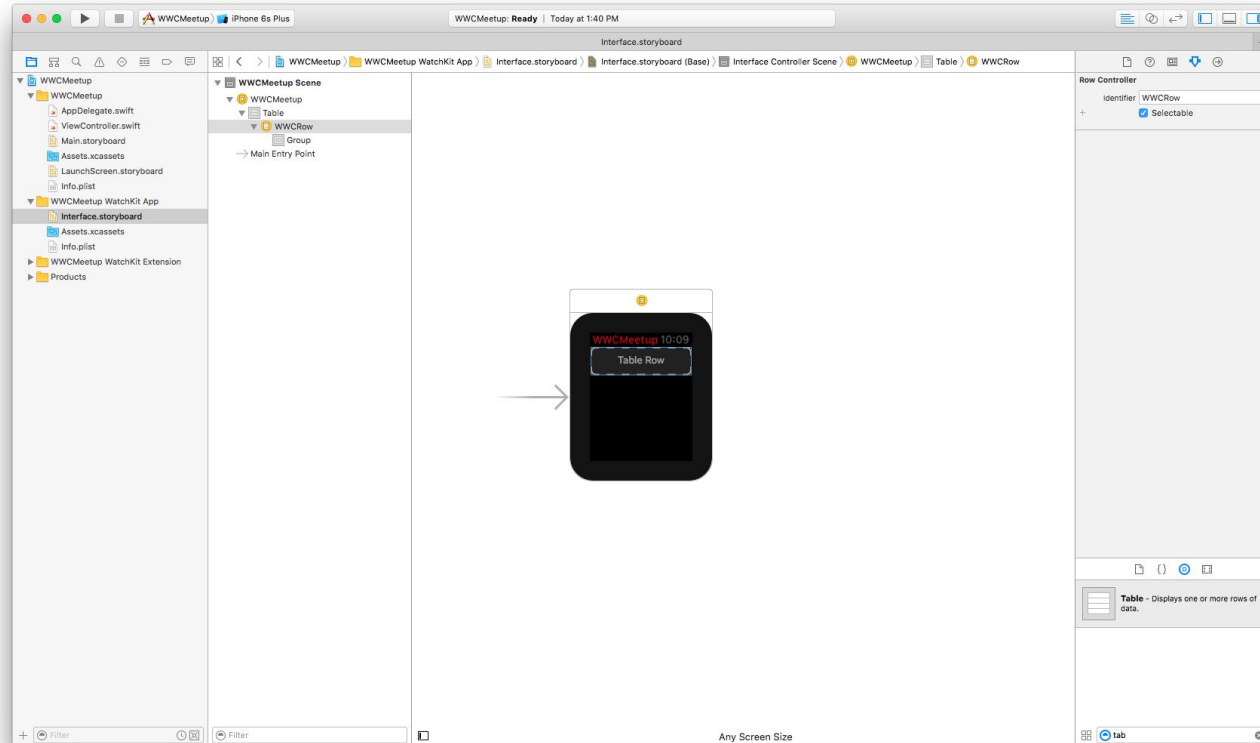 WWCMeetup iPhone 6s Plus
WWCMeetup: Ready | Today at 1:40 PM
Interface.storyboard
WWCMeetup WWCMeetup WatchKit App Interface.storyboard Interface.storyboard (Base) Interface Controller Scene WWCMeetup Table WWCRow
WWCMeetup
WWCMeetup
AppDelegate.swift
ViewController.swift
Main.storyboard
Assets.xcassets
LaunchScreen.storyboard
Info.plist
WWCMeetup WatchKit App
Interface.storyboard
Assets.xcassets
Info.plist
WWCMeetup WatchKit Extension
Products
Filter
WWCMeetup Scene
WWCMeetup
Table
WWCRow
Group
Main Entry Point
Filter
WWCMeetup 10:09
Table Row
Any Screen Size
Row Controller
Identifier WWCRow
Selectable
Table - Displays one or more rows of
data.
tab